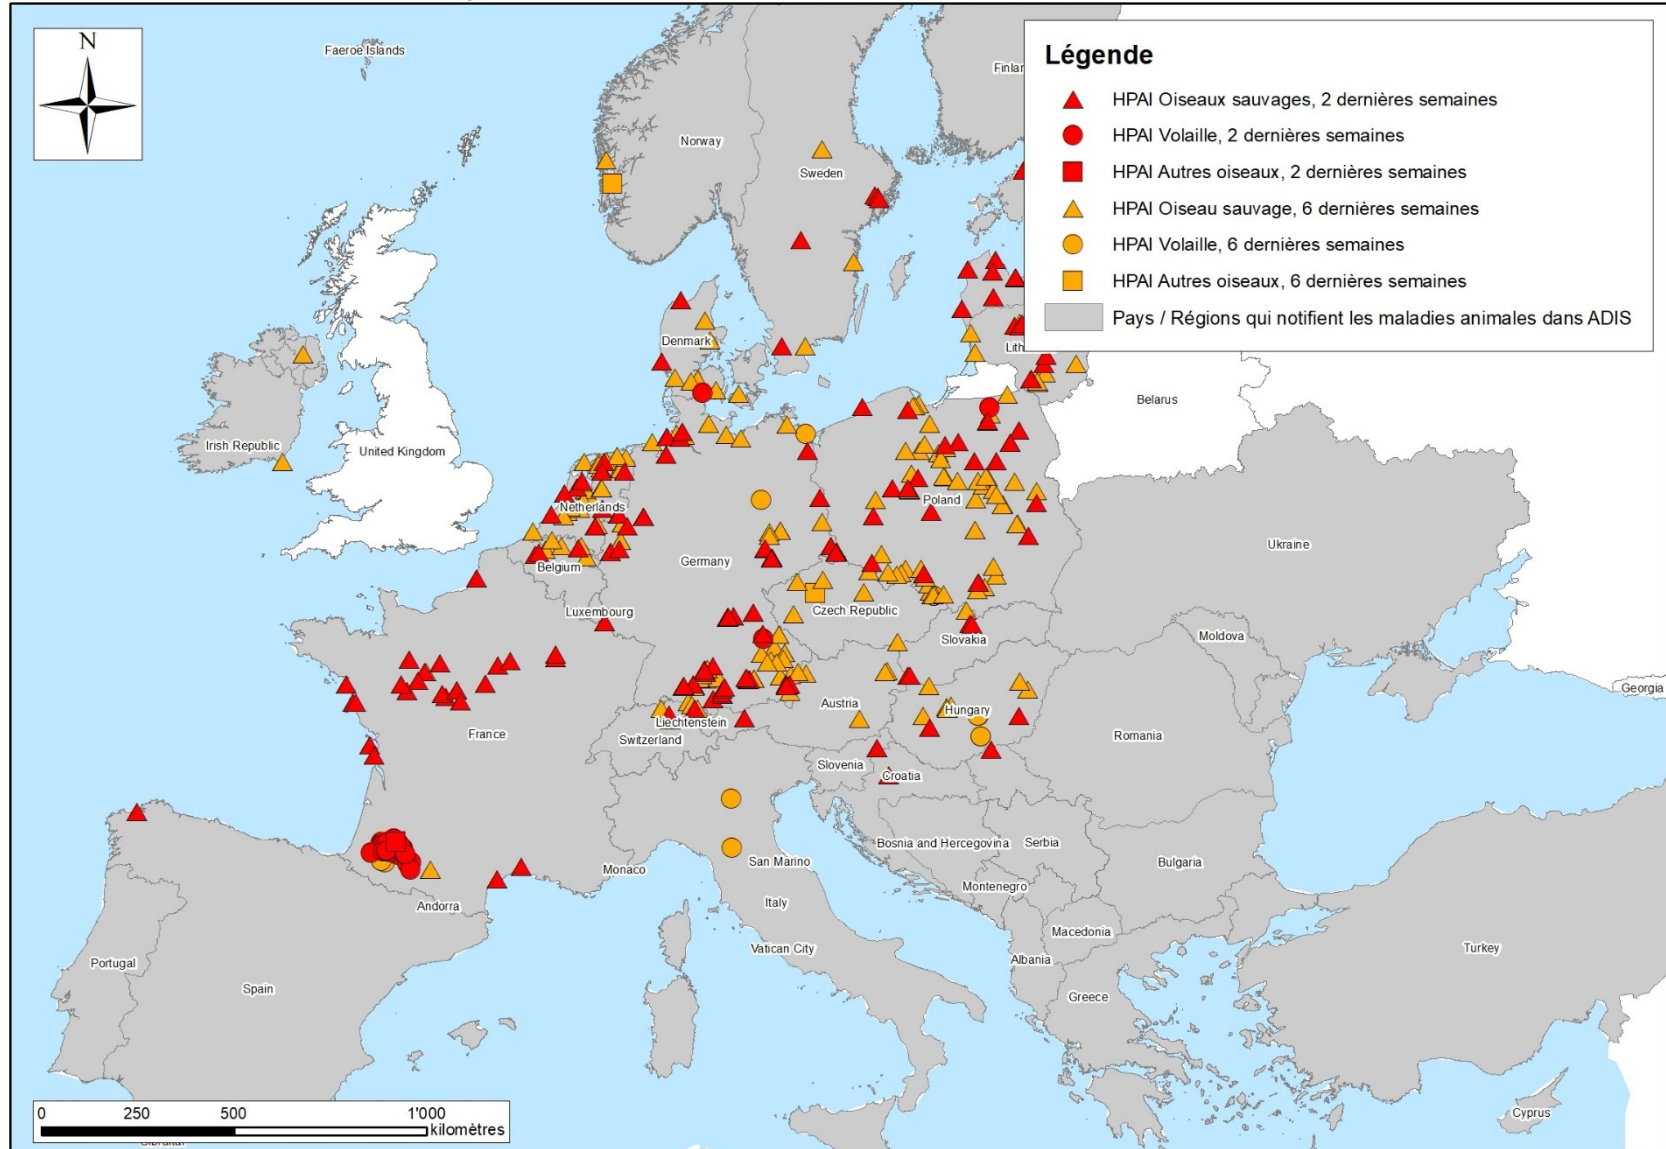 N
Faeroe Islands
Norway
Sweden
Légende
HPAI Oiseaux sauvages, 2 dernières semaines
HPAI Volaille, 2 dernières semaines
HPAI Autres oiseaux, 2 dernières semaines
HPAI Oiseau sauvage, 6 dernières semaines
HPAI Volaille, 6 dernières semaines
HPAI Autres oiseaux, 6 dernières semaines
Pays / Régions qui notifient les maladies animales dans ADIS
Denmark
Belarus
Irish Republic
United Kingdom
Netherlands
Poland
Ukraine
Germany
Belgium
Luxembourg
Czech Republic
Slovakia
Moldova
Georgia
Austria
Hungary
Liechtenstein
Switzerland
France
Romania
Slovenia
Croatia
Bosnia and Hercegovina
Serbia
San Marino
Monaco
Bulgaria
Montenegro
Andorra
Italy
Macedonia
Vatican City
Albania
Turkey
Portugal
Spain
Greece
Cyprus
0 250 500 1'000
kilomètres